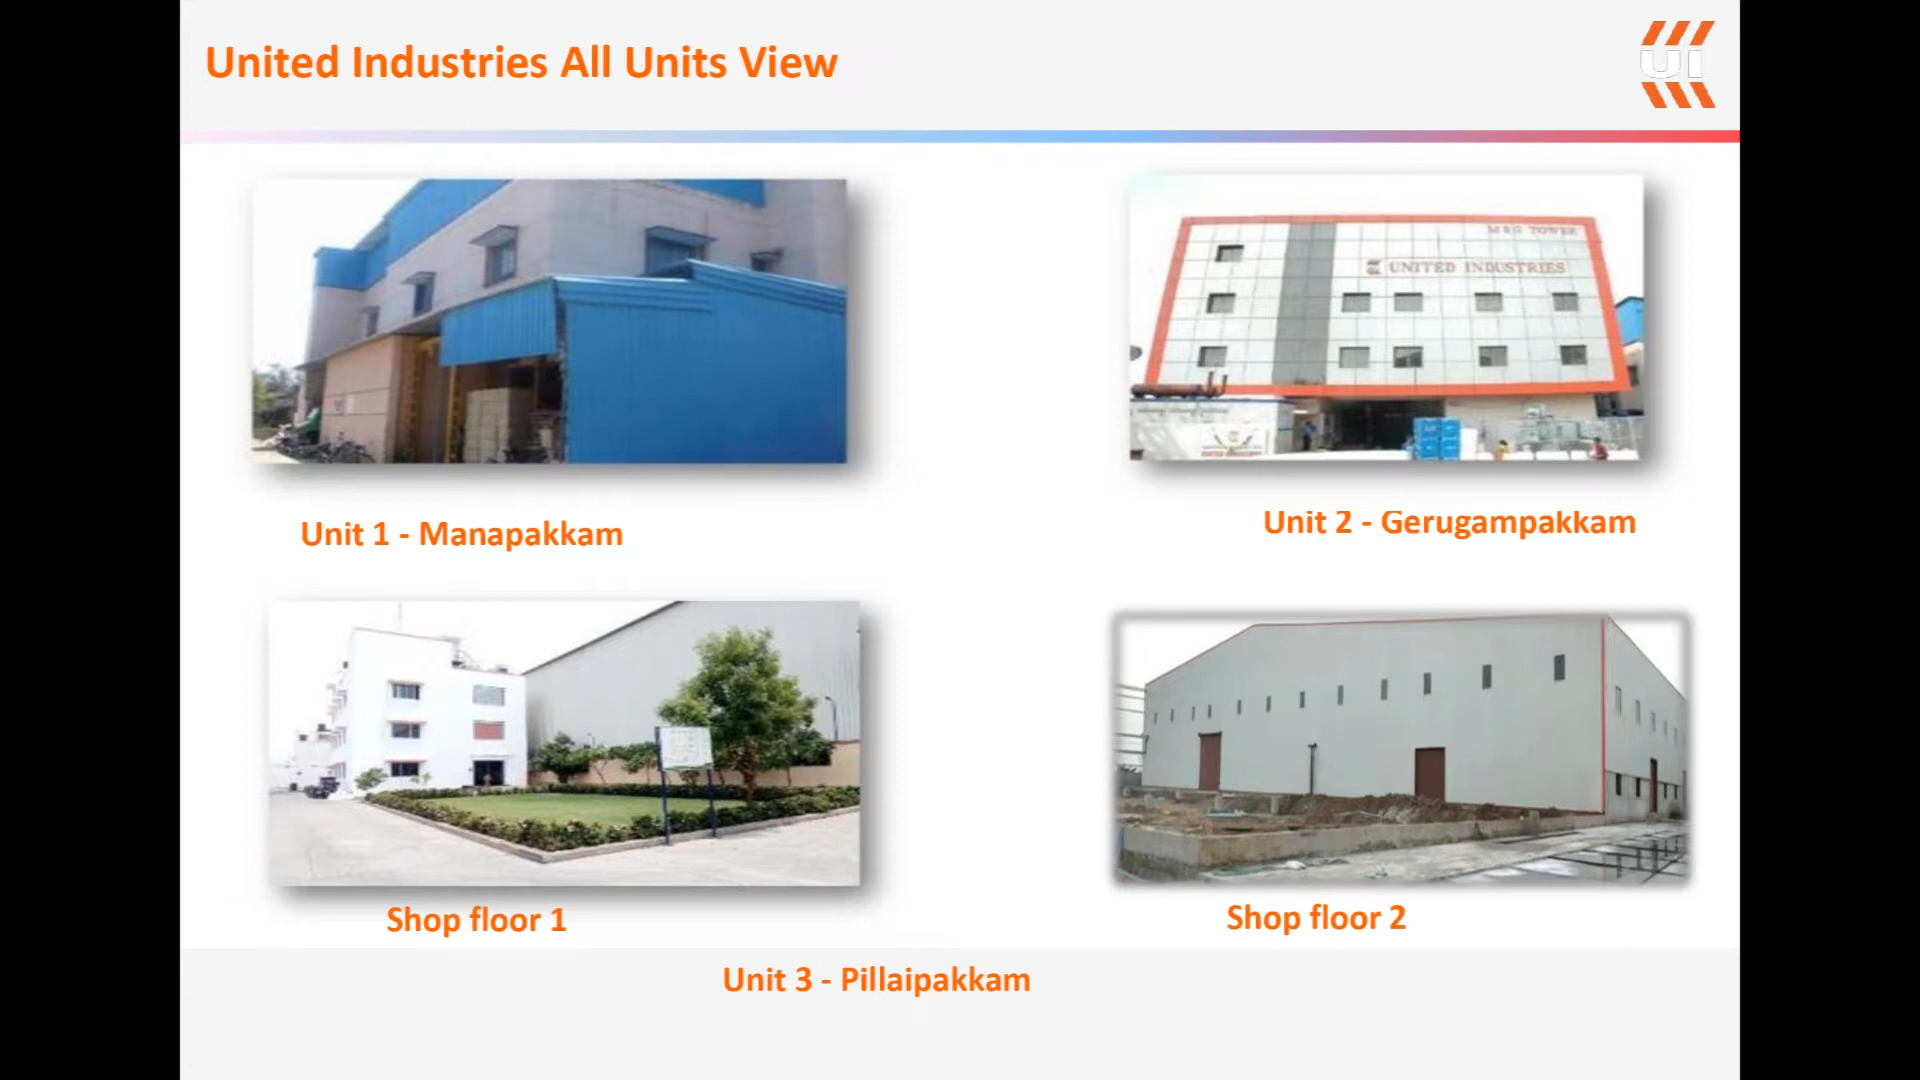 United Industries All Units View
UI
M R G TOWER
UNITED INDUSTRIES
Unit 1 - Manapakkam
Unit 2 - Gerugampakkam
Shop floor 1
Shop floor 2
Unit 3 - Pillaipakkam